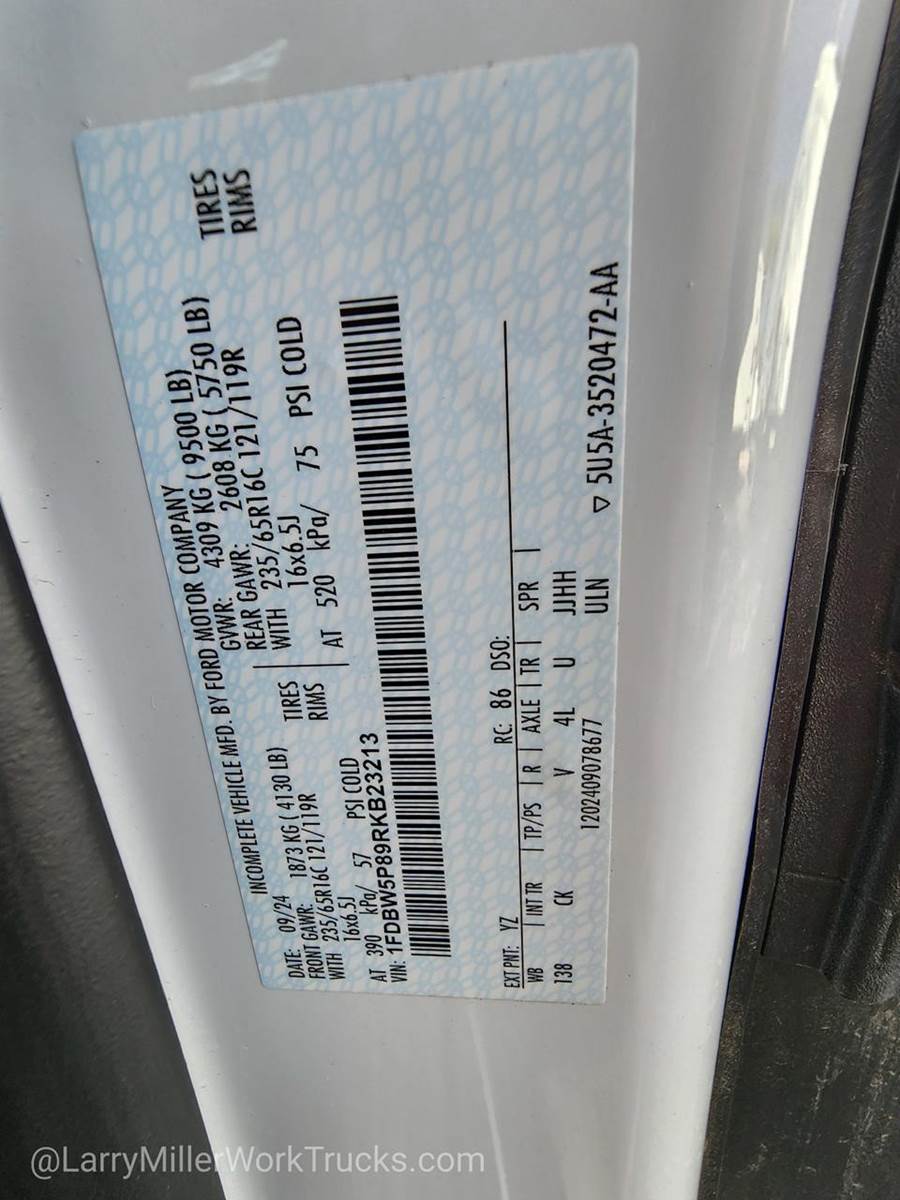 INCOMPLETE VEHICLE MFD. BY FORD MOTOR COMPANY
DATE: 09/24 GVWR: 4309 KG ( 9500 LB)
FRONT GAWR: 1873 KG ( 4130 LB) REAR GAWR: 2608 KG ( 5750 LB)
WITH 235/65R16C 121/119R TIRES WITH 235/65R16C 121/119R TIRES
16x6.5J RIMS 16x6.5J RIMS
AT 390 kPa/ 57 PSI COLD AT 520 kPa/ 75 PSI COLD
VIN: 1FDBW5P89RKB23213
EXT PNT: YZ RC: 86 DSO:
WB | INT TR | TP/PS | R | AXLE | TR | SPR |
138 CK V 4L U JJHH
1202409078677 ULN ▽ 5U5A-3520472-AA
@LarryMillerWorkTrucks.com